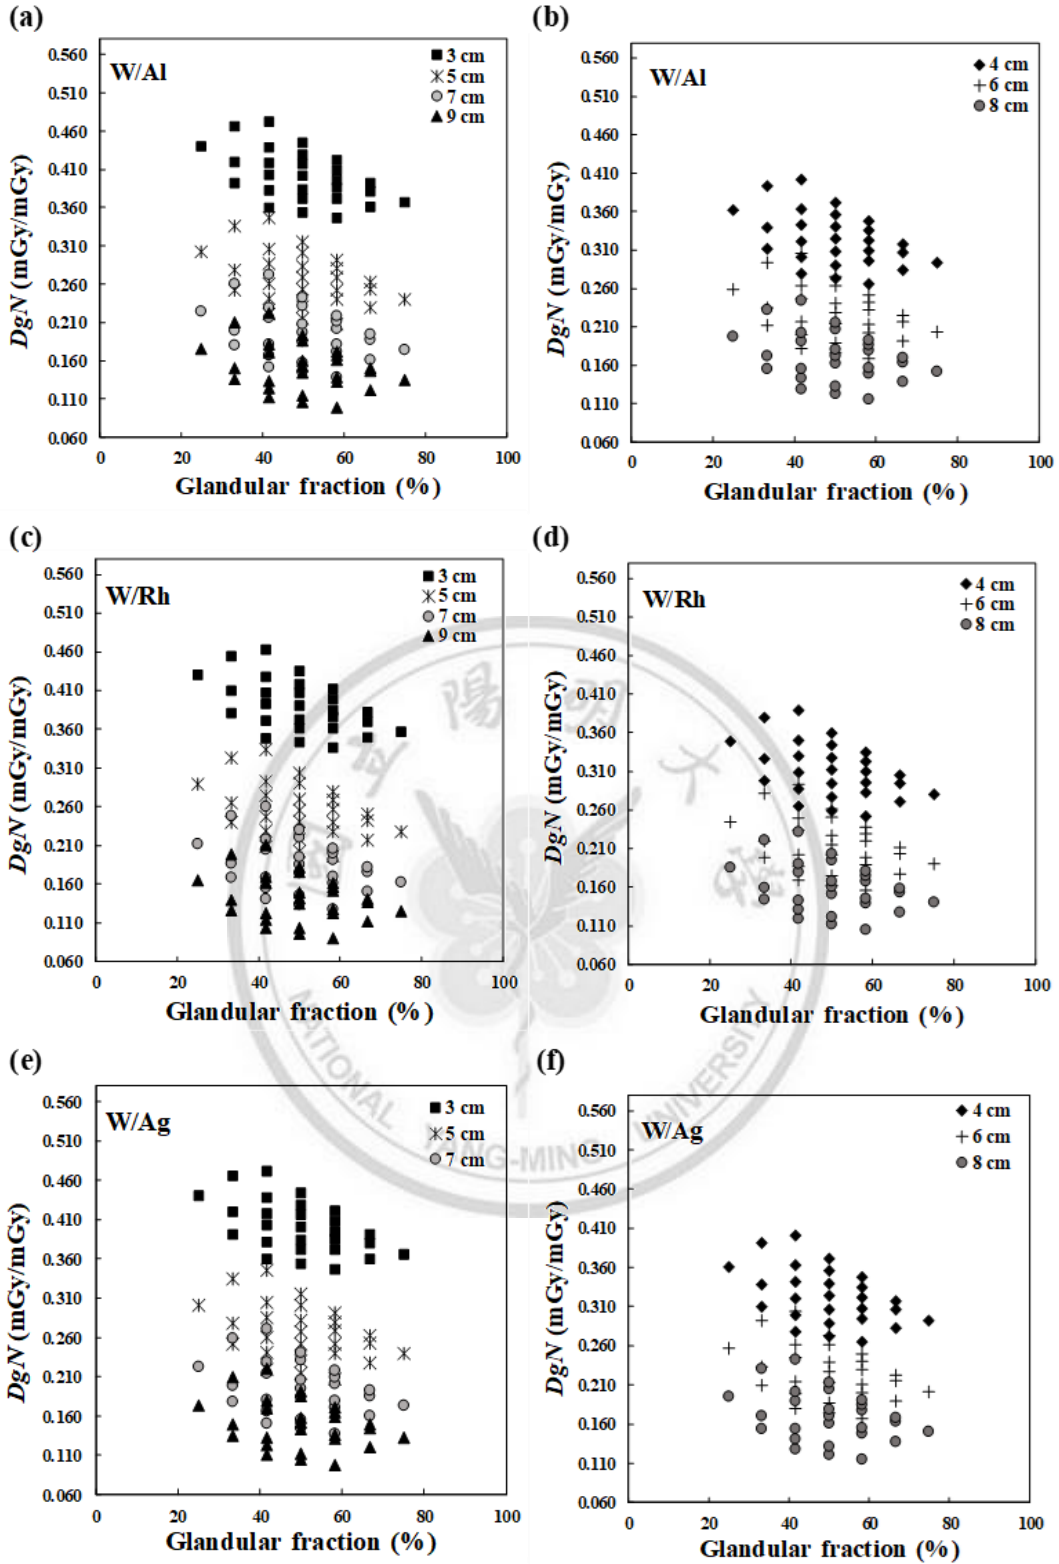 (a)
0.560
0.510
0.460
0.410
0.360
0.310
0.260
0.210
0.160
0.110
0.060
DgN (mGy/mGy)
W/Al
3 cm
5 cm
7 cm
9 cm
0 20 40 60 80 100
Glandular fraction (%)
(b)
0.560
0.510
0.460
0.410
0.360
0.310
0.260
0.210
0.160
0.110
0.060
DgN (mGy/mGy)
W/Al
4 cm
6 cm
8 cm
0 20 40 60 80 100
Glandular fraction (%)
(c)
0.560
0.510
0.460
0.410
0.360
0.310
0.260
0.210
0.160
0.110
0.060
DgN (mGy/mGy)
W/Rh
3 cm
5 cm
7 cm
9 cm
0 20 40 60 80 100
Glandular fraction (%)
(d)
0.560
0.510
0.460
0.410
0.360
0.310
0.260
0.210
0.160
0.110
0.060
DgN (mGy/mGy)
W/Rh
4 cm
6 cm
8 cm
0 20 40 60 80 100
Glandular fraction (%)
(e)
0.560
0.510
0.460
0.410
0.360
0.310
0.260
0.210
0.160
0.110
0.060
DgN (mGy/mGy)
W/Ag
3 cm
5 cm
7 cm
0 20 40 60 80 100
Glandular fraction (%)
(f)
0.560
0.510
0.460
0.410
0.360
0.310
0.260
0.210
0.160
0.110
0.060
DgN (mGy/mGy)
W/Ag
4 cm
6 cm
8 cm
0 20 40 60 80 100
Glandular fraction (%)
陽明大
NATIONAL YANG-MING UNIVERSITY